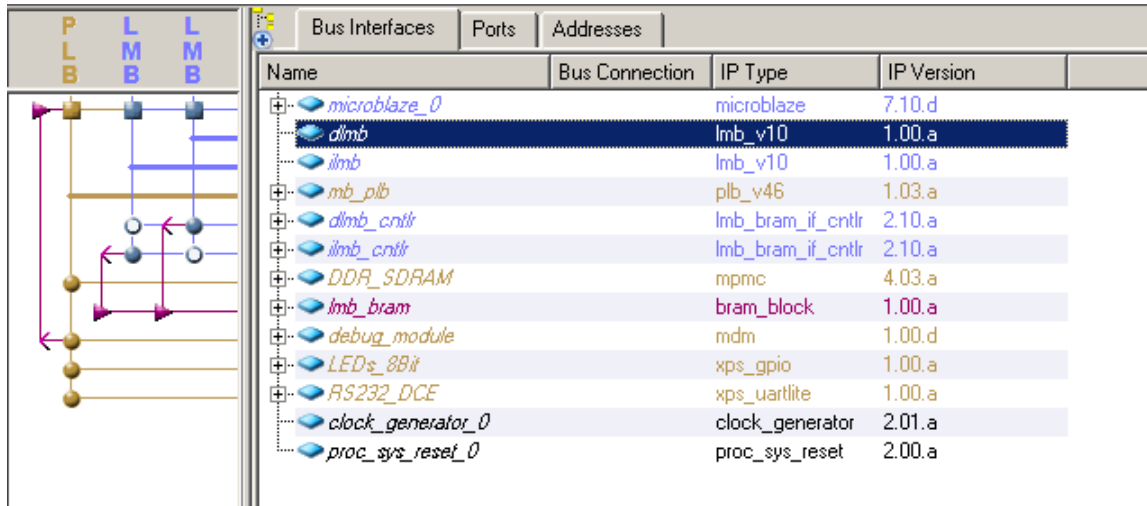 PLB LMB LMB
Bus Interfaces Ports Addresses
Name Bus Connection IP Type IP Version
microblaze_0 microblaze 7.10.d
dlmb lmb_v10 1.00.a
ilmb lmb_v10 1.00.a
mb_plb plb_v46 1.03.a
dlmb_cntlr lmb_bram_if_cntlr 2.10.a
ilmb_cntlr lmb_bram_if_cntlr 2.10.a
DDR_SDRAM mpmc 4.03.a
lmb_bram bram_block 1.00.a
debug_module mdm 1.00.d
LEDs_8Bit xps_gpio 1.00.a
RS232_DCE xps_uartlite 1.00.a
clock_generator_0 clock_generator 2.01.a
proc_sys_reset_0 proc_sys_reset 2.00.a